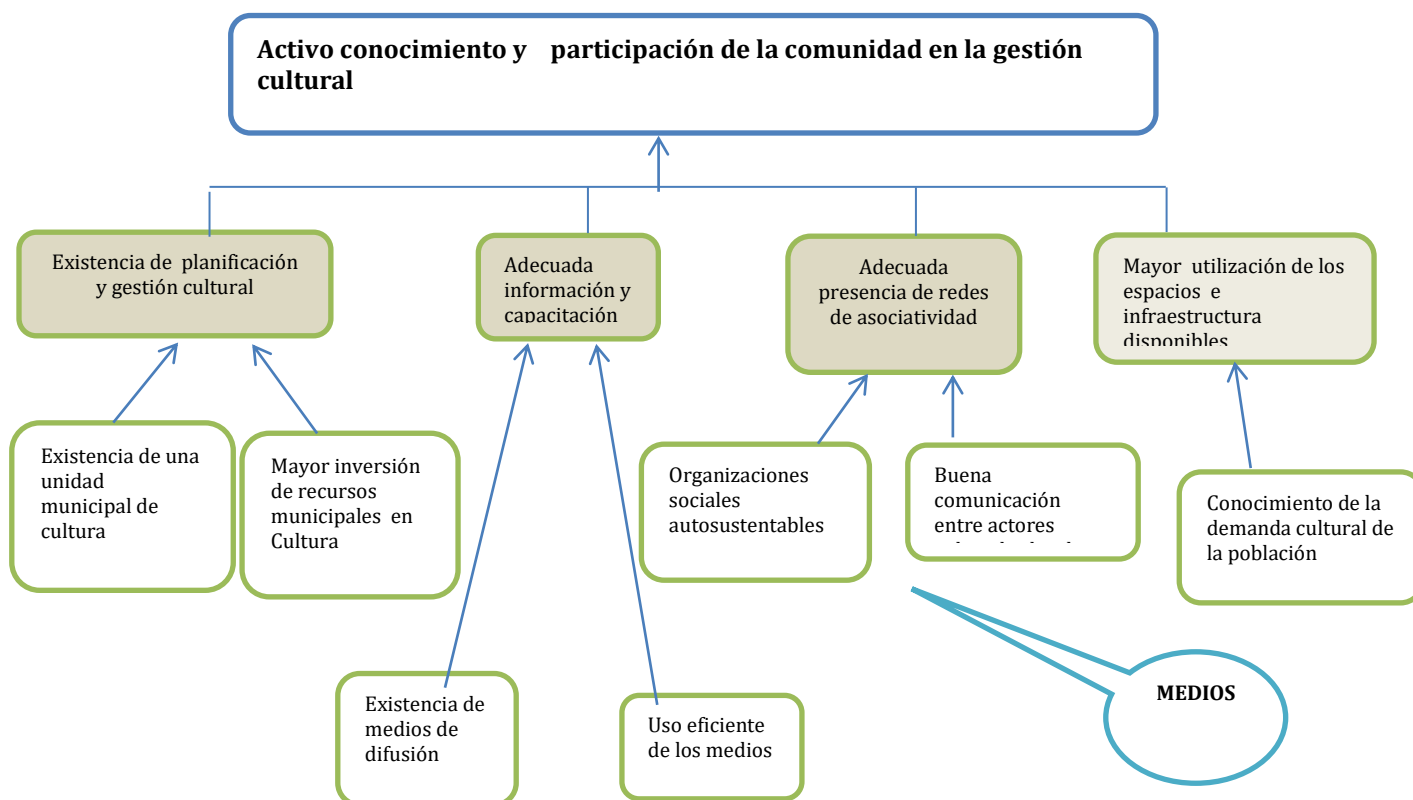 Activo conocimiento y participación de la comunidad en la gestión
cultural
Existencia de planificación
y gestión cultural
Adecuada
información y
capacitación
Adecuada
presencia de redes
de asociatividad
Mayor utilización de los
espacios e
infraestructura
disponibles
Existencia de una
unidad
municipal de
cultura
Mayor inversión
de recursos
municipales en
Cultura
Organizaciones
sociales
autosustentables
Buena
comunicación
entre actores
Conocimiento de la
demanda cultural de
la población
MEDIOS
Existencia de
medios de
difusión
Uso eficiente
de los medios